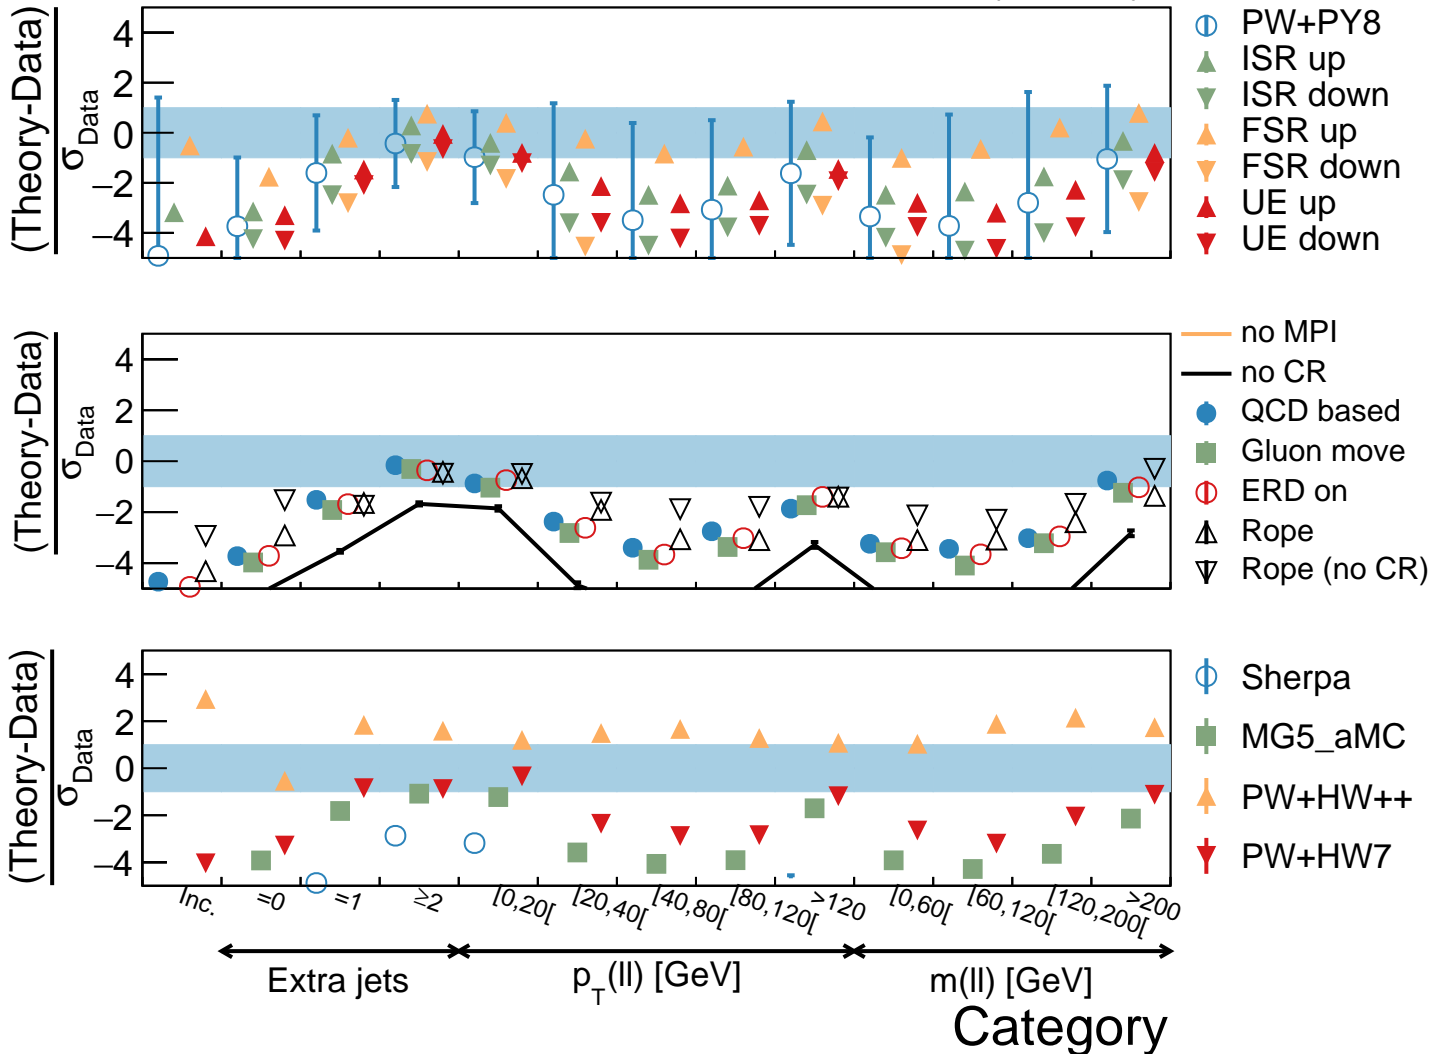 (Theory-Data)
σData
4
2
0
−2
−4
PW+PY8
ISR up
ISR down
FSR up
FSR down
UE up
UE down
(Theory-Data)
σData
4
2
0
−2
−4
no MPI
no CR
QCD based
Gluon move
ERD on
Rope
Rope (no CR)
(Theory-Data)
σData
4
2
0
−2
−4
Sherpa
MG5_aMC
PW+HW++
PW+HW7
Inc.
=0
=1
≥2
[0,20[
[20,40[
[40,80[
[80,120[
>120
[0,60[
[60,120[
[120,200[
>200
Extra jets
pT(ll) [GeV]
m(ll) [GeV]
Category